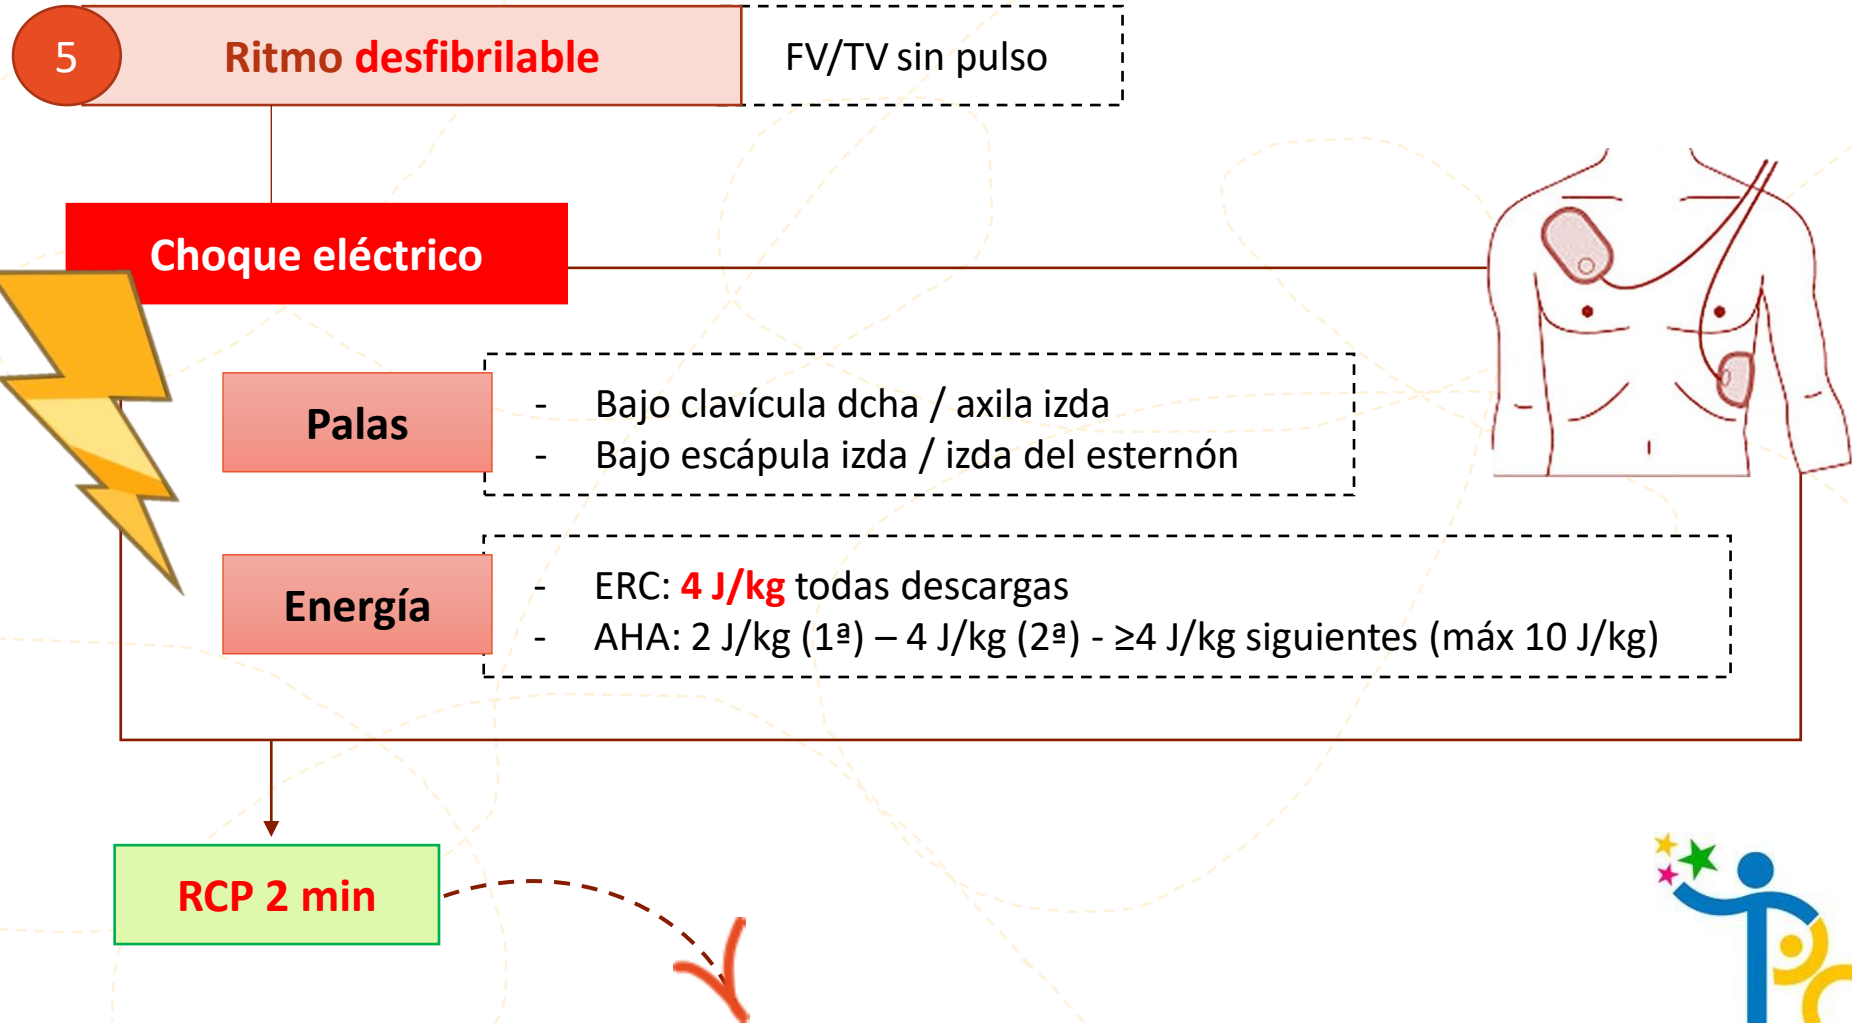 5
Ritmo desfibrilable
FV/TV sin pulso
Choque eléctrico
Palas
- Bajo clavícula dcha / axila izda
- Bajo escápula izda / izda del esternón
Energía
- ERC: 4 J/kg todas descargas
- AHA: 2 J/kg (1ª) – 4 J/kg (2ª) - ≥4 J/kg siguientes (máx 10 J/kg)
RCP 2 min